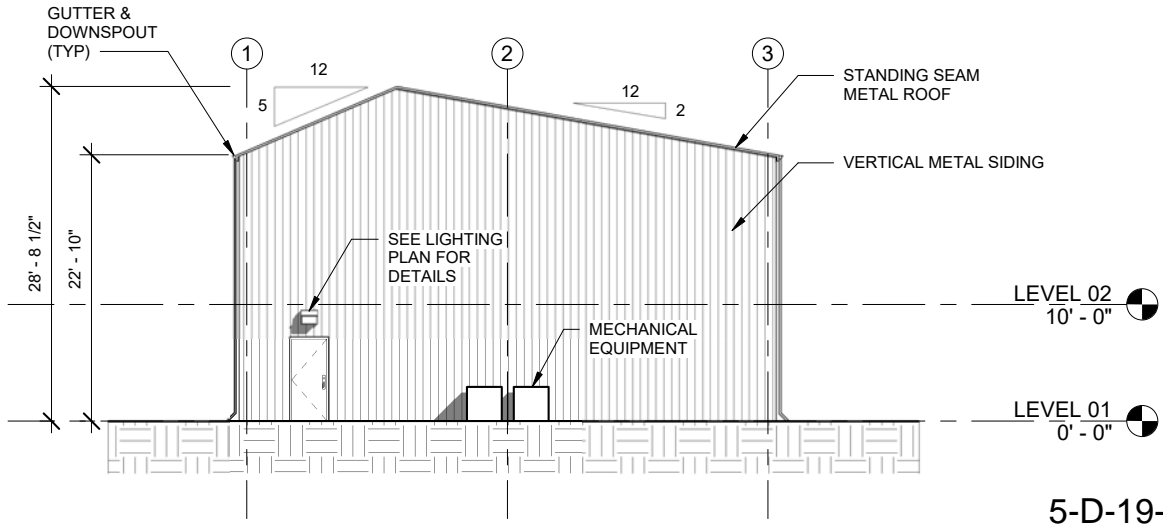 GUTTER &
DOWNSPOUT
(TYP)
1
2
3
12
5
12
2
STANDING SEAM
METAL ROOF
VERTICAL METAL SIDING
28' - 8 1/2"
22' - 10"
SEE LIGHTING
PLAN FOR
DETAILS
MECHANICAL
EQUIPMENT
LEVEL 02
10' - 0"
LEVEL 01
0' - 0"
5-D-19-